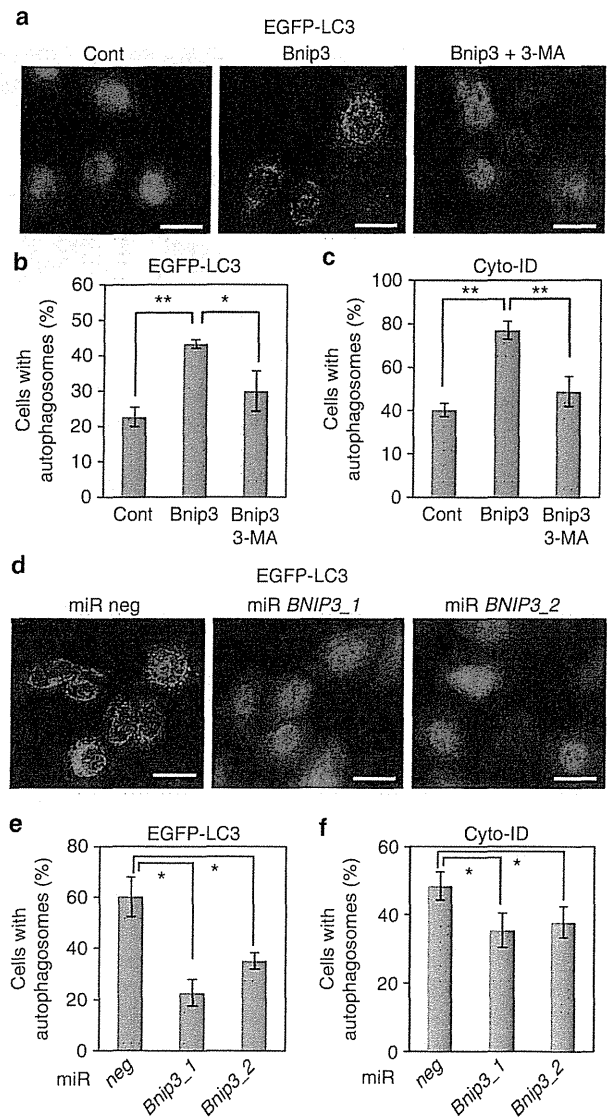 a
EGFP-LC3
Cont
Bnip3
Bnip3 + 3-MA
b
EGFP-LC3
Cells with
autophagosomes (%)
60
50
40
30
20
10
0
**
*
Cont
Bnip3
Bnip3
3-MA
c
Cyto-ID
Cells with
autophagosomes (%)
100
80
60
40
10
0
**
**
Cont
Bnip3
Bnip3
3-MA
d
EGFP-LC3
miR neg
miR BNIP3_1
miR BNIP3_2
e
EGFP-LC3
Cells with
autophagosomes (%)
80
60
40
20
0
*
*
miR
neg
Bnip3_1
Bnip3_2
f
Cyto-ID
Cells with
autophagosomes (%)
60
40
20
0
*
*
miR
neg
Bnip3_1
Bnip3_2